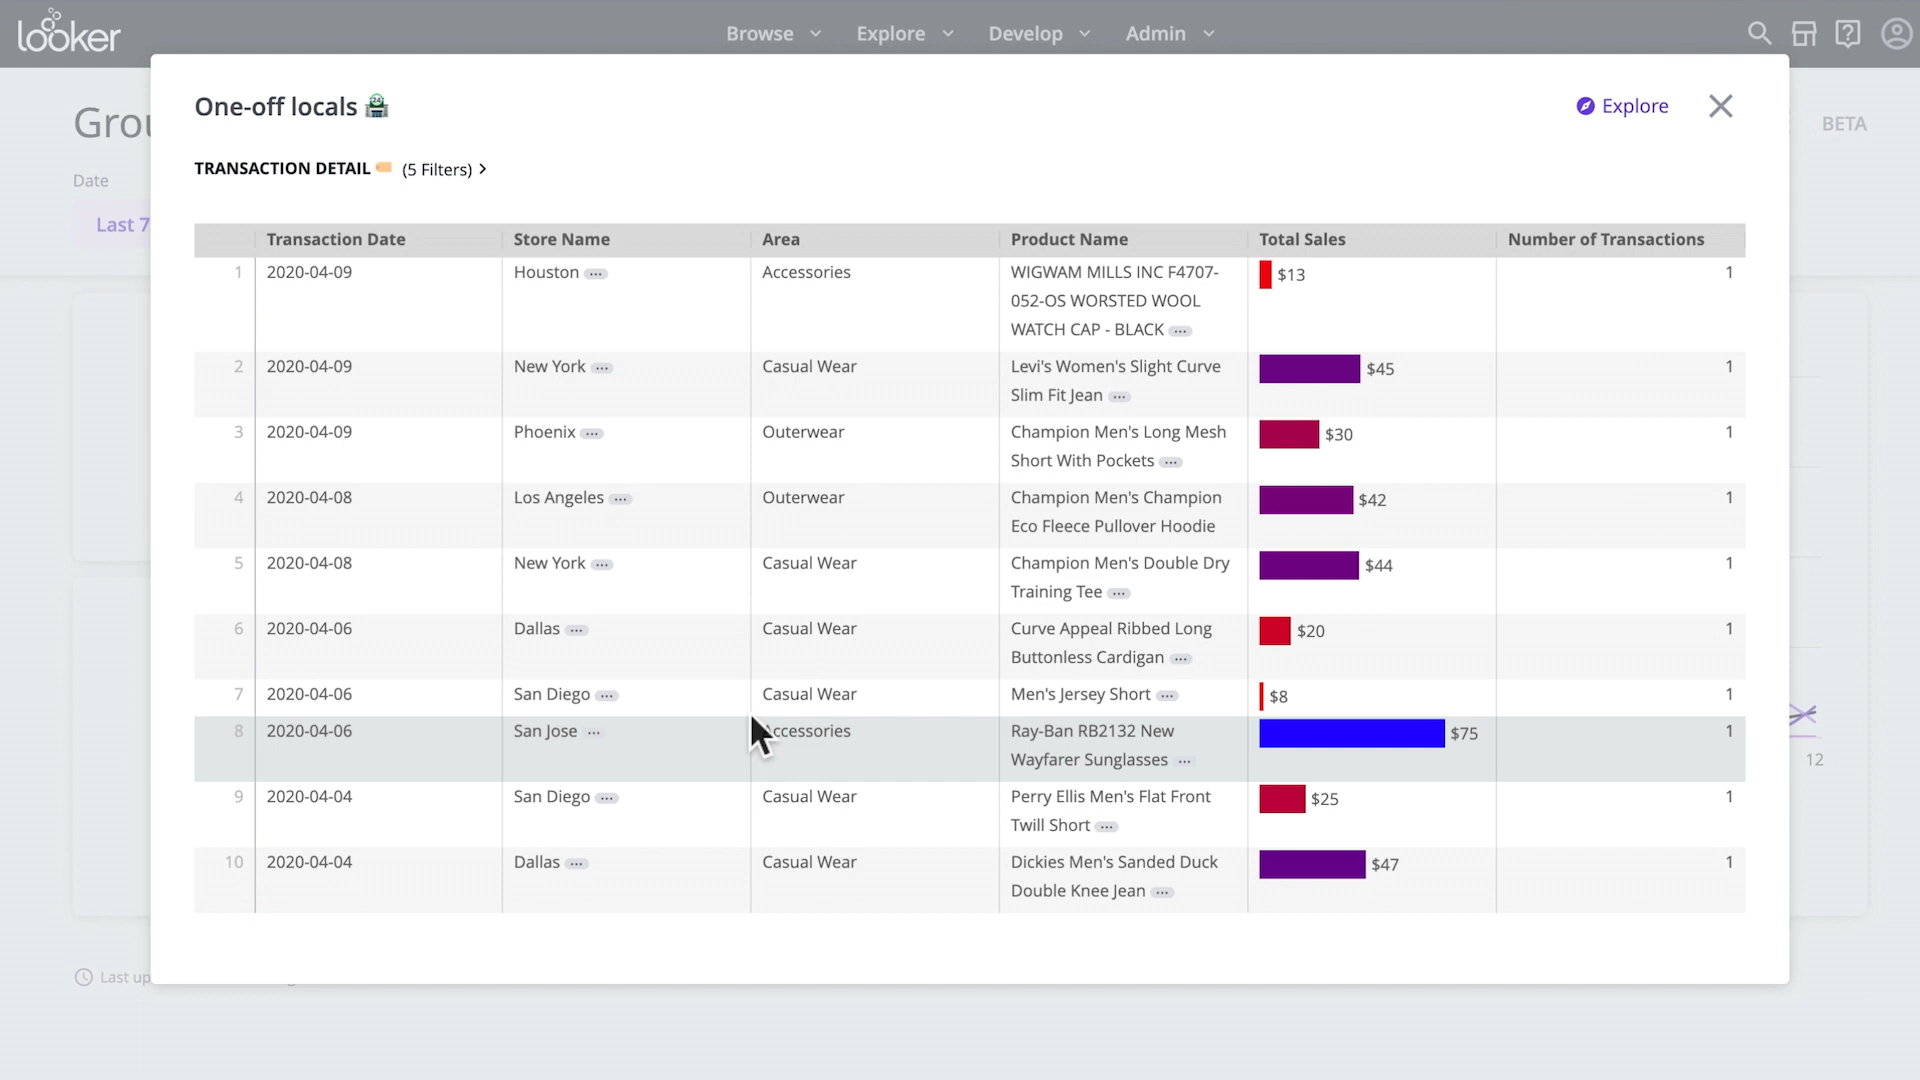 looker
Browse
Explore
Develop
Admin
Grou
BETA
Date
Last 7
One-off locals
Explore
TRANSACTION DETAIL (5 Filters)
Transaction Date Store Name Area Product Name Total Sales Number of Transactions
1 2020-04-09 Houston ... Accessories WIGWAM MILLS INC F4707-
052-OS WORSTED WOOL
WATCH CAP - BLACK ...
$13 1
2 2020-04-09 New York ... Casual Wear Levi's Women's Slight Curve
Slim Fit Jean ...
$45 1
3 2020-04-09 Phoenix ... Outerwear Champion Men's Long Mesh
Short With Pockets ...
$30 1
4 2020-04-08 Los Angeles ... Outerwear Champion Men's Champion
Eco Fleece Pullover Hoodie
$42 1
5 2020-04-08 New York ... Casual Wear Champion Men's Double Dry
Training Tee ...
$44 1
6 2020-04-06 Dallas ... Casual Wear Curve Appeal Ribbed Long
Buttonless Cardigan ...
$20 1
7 2020-04-06 San Diego ... Casual Wear Men's Jersey Short ... $8 1
8 2020-04-06 San Jose ... Accessories Ray-Ban RB2132 New
Wayfarer Sunglasses ...
$75 1
9 2020-04-04 San Diego ... Casual Wear Perry Ellis Men's Flat Front
Twill Short ...
$25 1
10 2020-04-04 Dallas ... Casual Wear Dickies Men's Sanded Duck
Double Knee Jean ...
$47 1
12
Last up